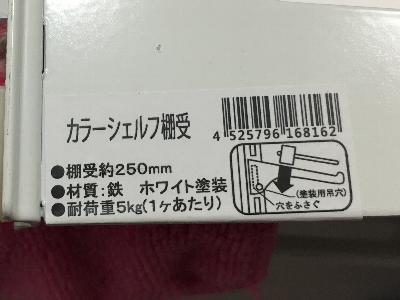 カラーシェルフ棚受
4 525796 168162
●棚受約250mm
●材質:鉄 ホワイト塗装
●耐荷重5kg(1ヶあたり)
(塗装用吊穴)
穴をふさぐ